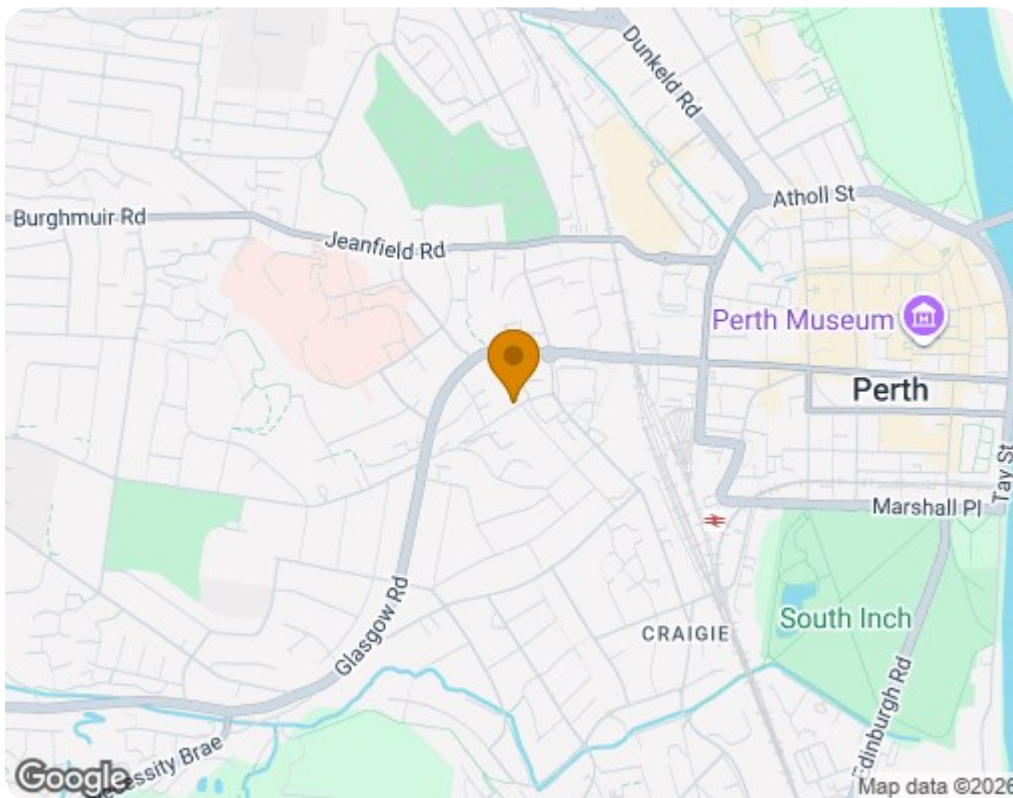 Dunkeld Rd
Atholl St
Burghmuir Rd
Jeanfield Rd
Perth Museum
Perth
Tay St
Marshall Pl
Glasgow Rd
South Inch
CRAIGIE
Edinburgh Rd
Brae
Google
Map data ©2026